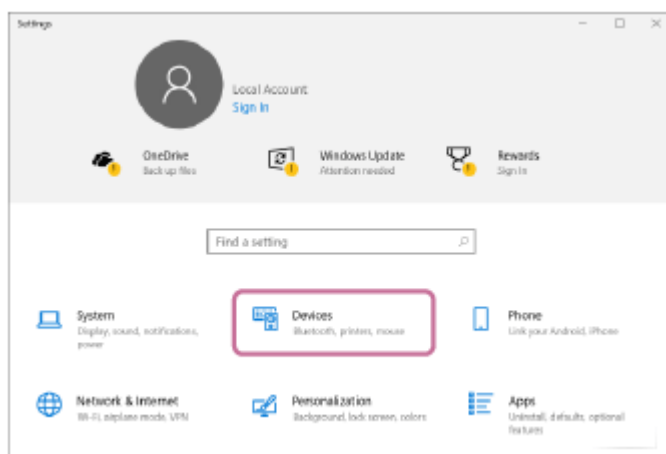 Settings
Local Account
Sign In
OneDrive
Back up files
Windows Update
Attention needed
Rewards
Sign In
Find a setting
System
Display, sound, notifications,
power
Devices
Bluetooth, printers, mouse
Phone
Link your Android, iPhone
Network & Internet
Wi-Fi, airplane mode, VPN
Personalization
Background, lock screen, colors
Apps
Uninstall, defaults, optional
features